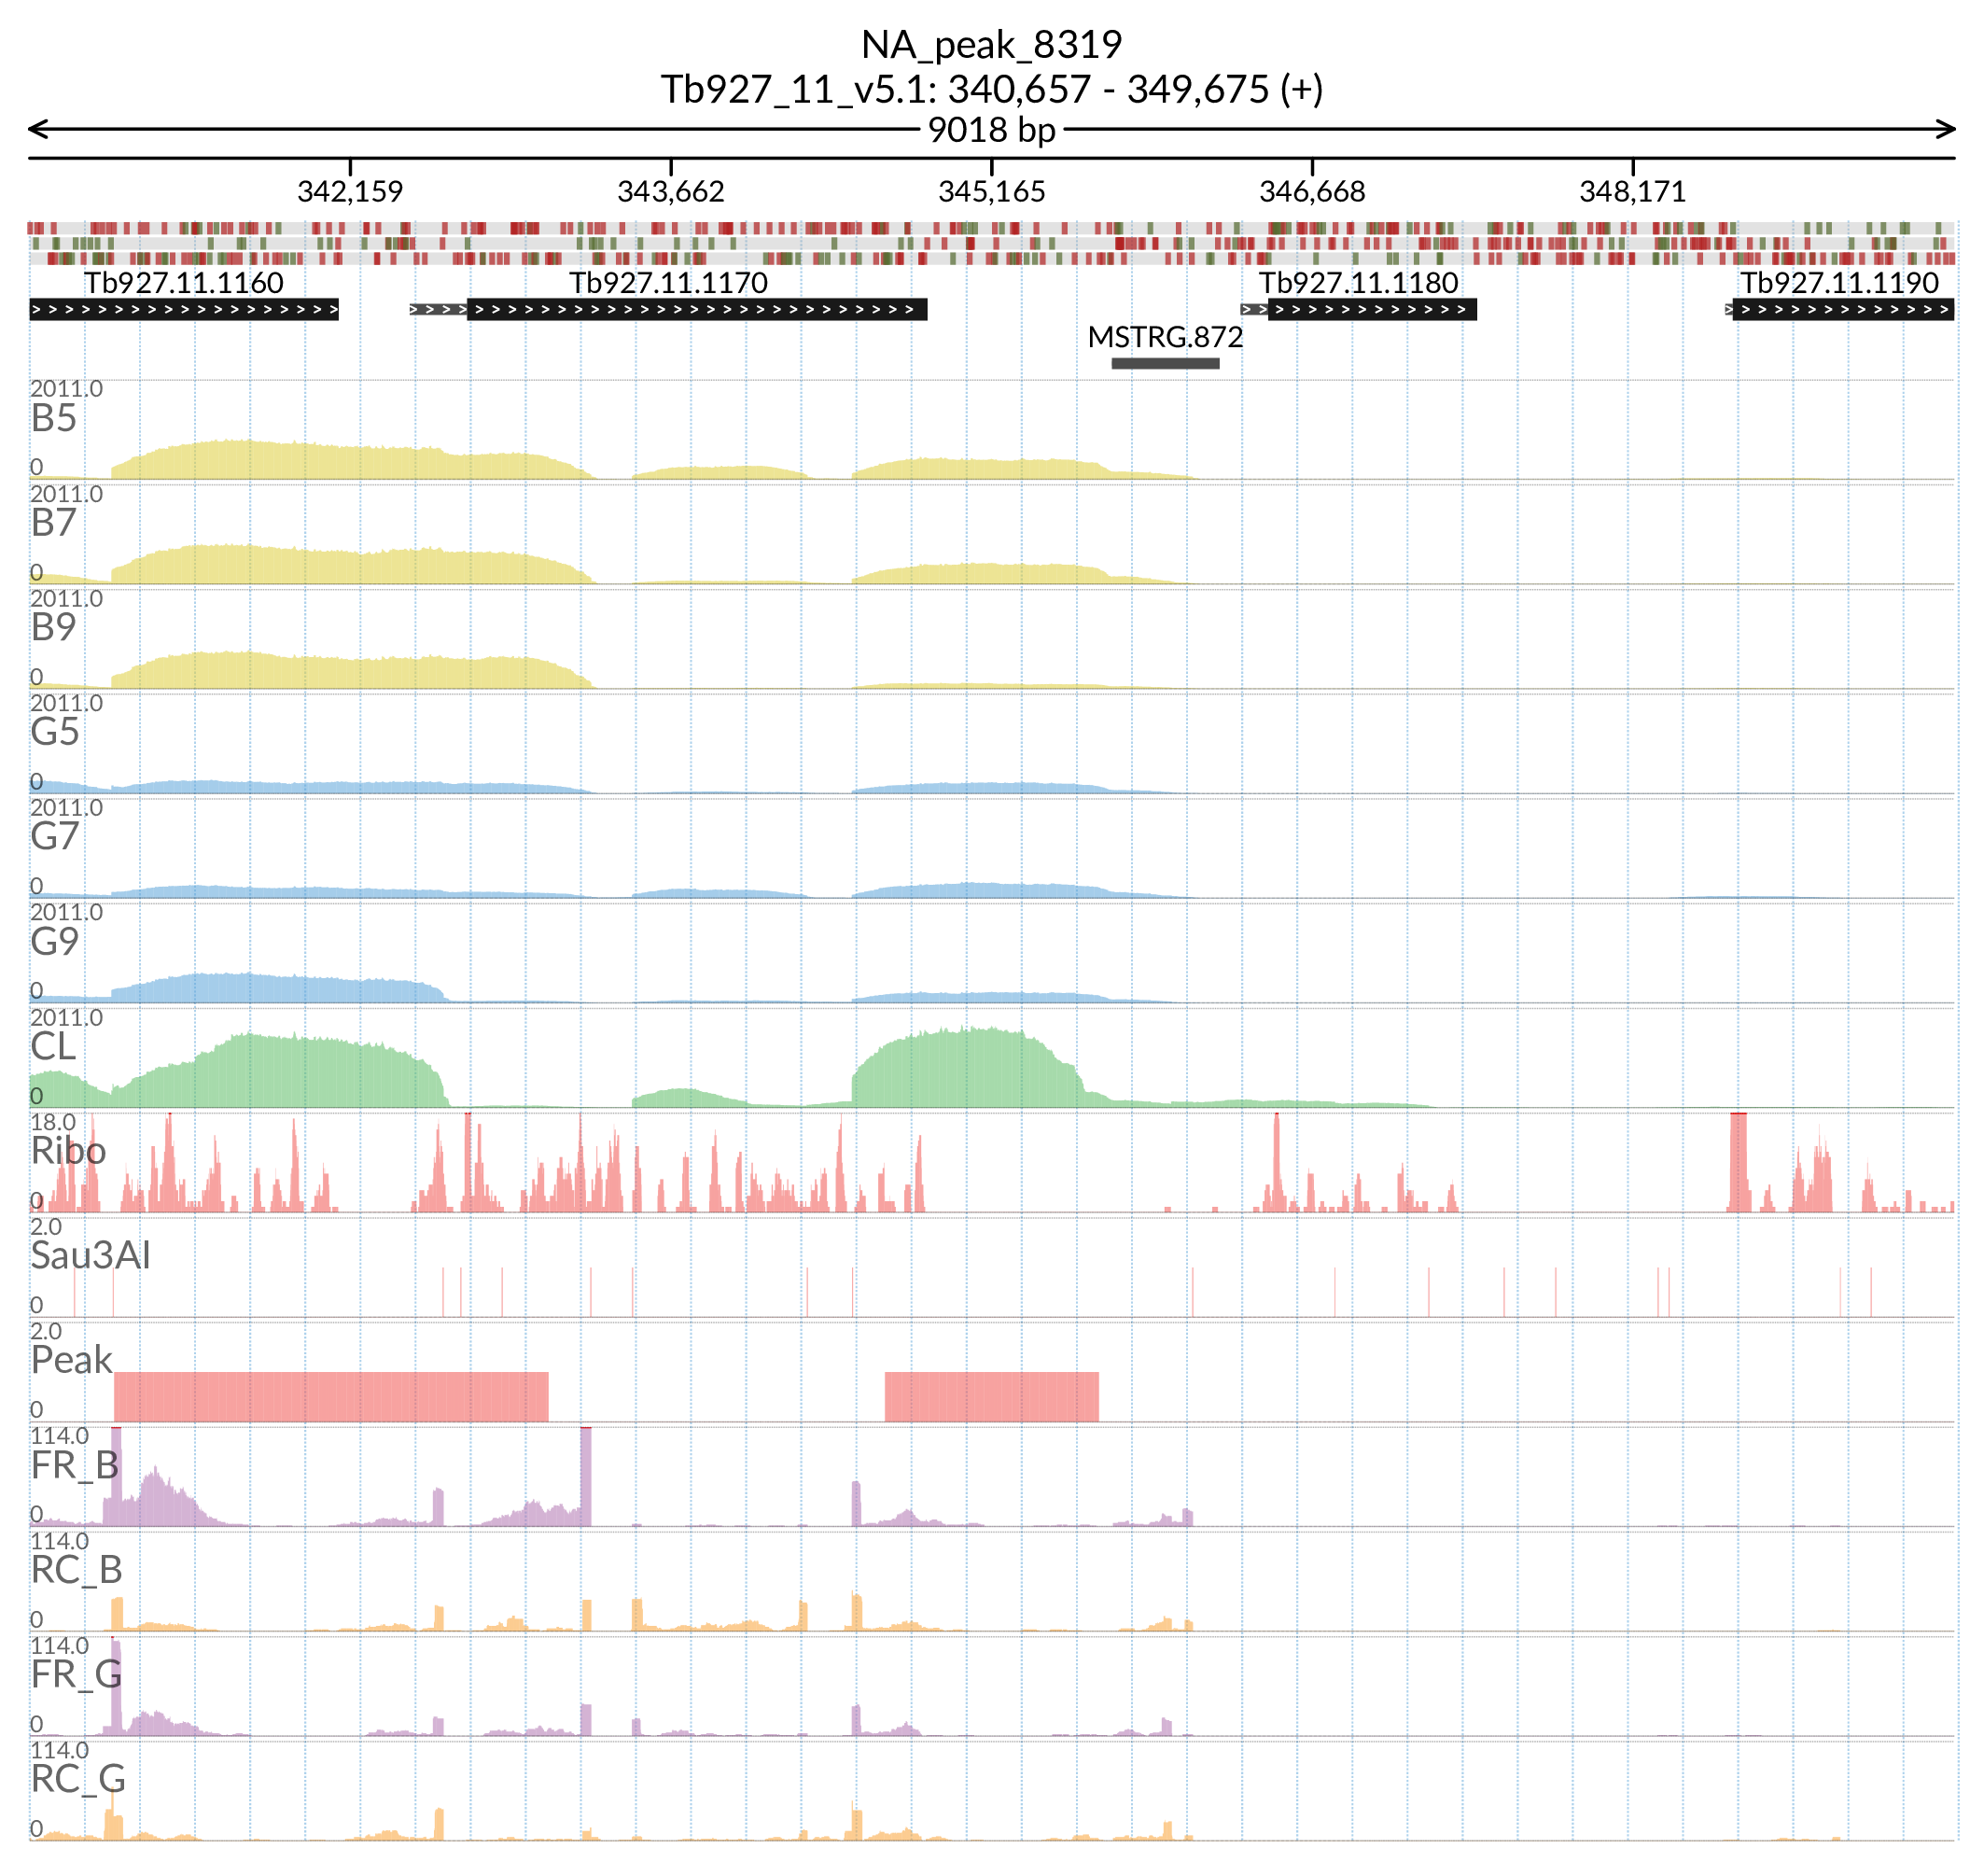 NA_peak_8319
Tb927_11_v5.1: 340,657 - 349,675 (+)
9018 bp
342,159 343,662 345,165 346,668 348,171
Tb927.11.1160 Tb927.11.1170 Tb927.11.1180 Tb927.11.1190
MSTRG.872
2011.0
B5
0
2011.0
B7
0
2011.0
B9
0
2011.0
G5
0
2011.0
G7
0
2011.0
G9
0
2011.0
CL
0
18.0
Ribo
0
2.0
Sau3AI
0
2.0
Peak
0
114.0
FR_B
0
114.0
RC_B
0
114.0
FR_G
0
114.0
RC_G
0